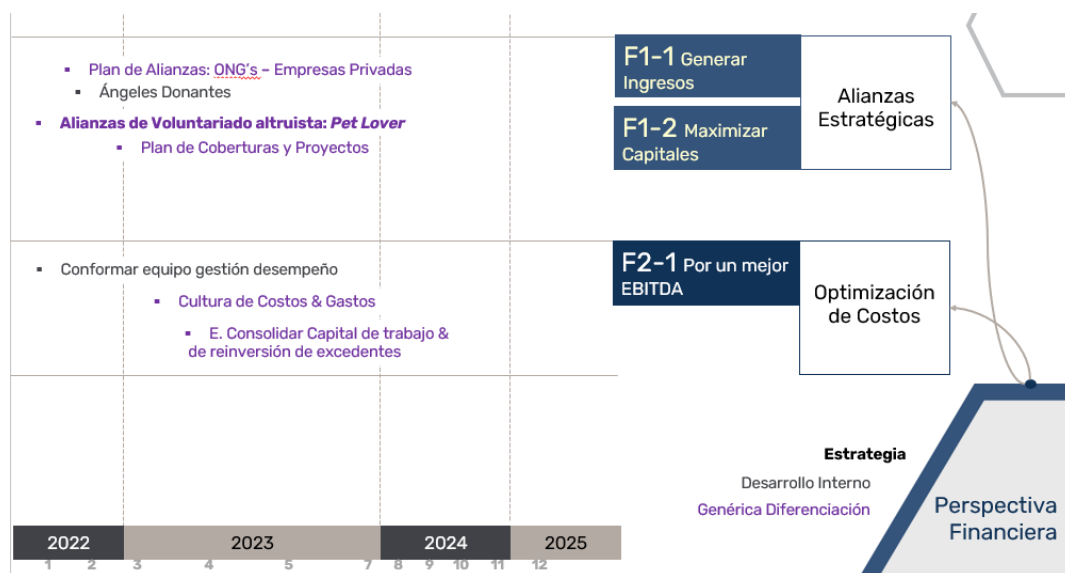 ▪ Plan de Alianzas: ONG's – Empresas Privadas
▪ Ángeles Donantes
▪ Alianzas de Voluntariado altruista: Pet Lover
▪ Plan de Coberturas y Proyectos
F1-1 Generar
Ingresos
F1-2 Maximizar
Capitales
Alianzas
Estratégicas
▪ Conformar equipo gestión desempeño
▪ Cultura de Costos & Gastos
▪ E. Consolidar Capital de trabajo &
de reinversión de excedentes
F2-1 Por un mejor
EBITDA
Optimización
de Costos
Estrategia
Desarrollo Interno
Genérica Diferenciación
Perspectiva
Financiera
2022 2023 2024 2025
1 2 3 4 5 7 8 9 10 11 12